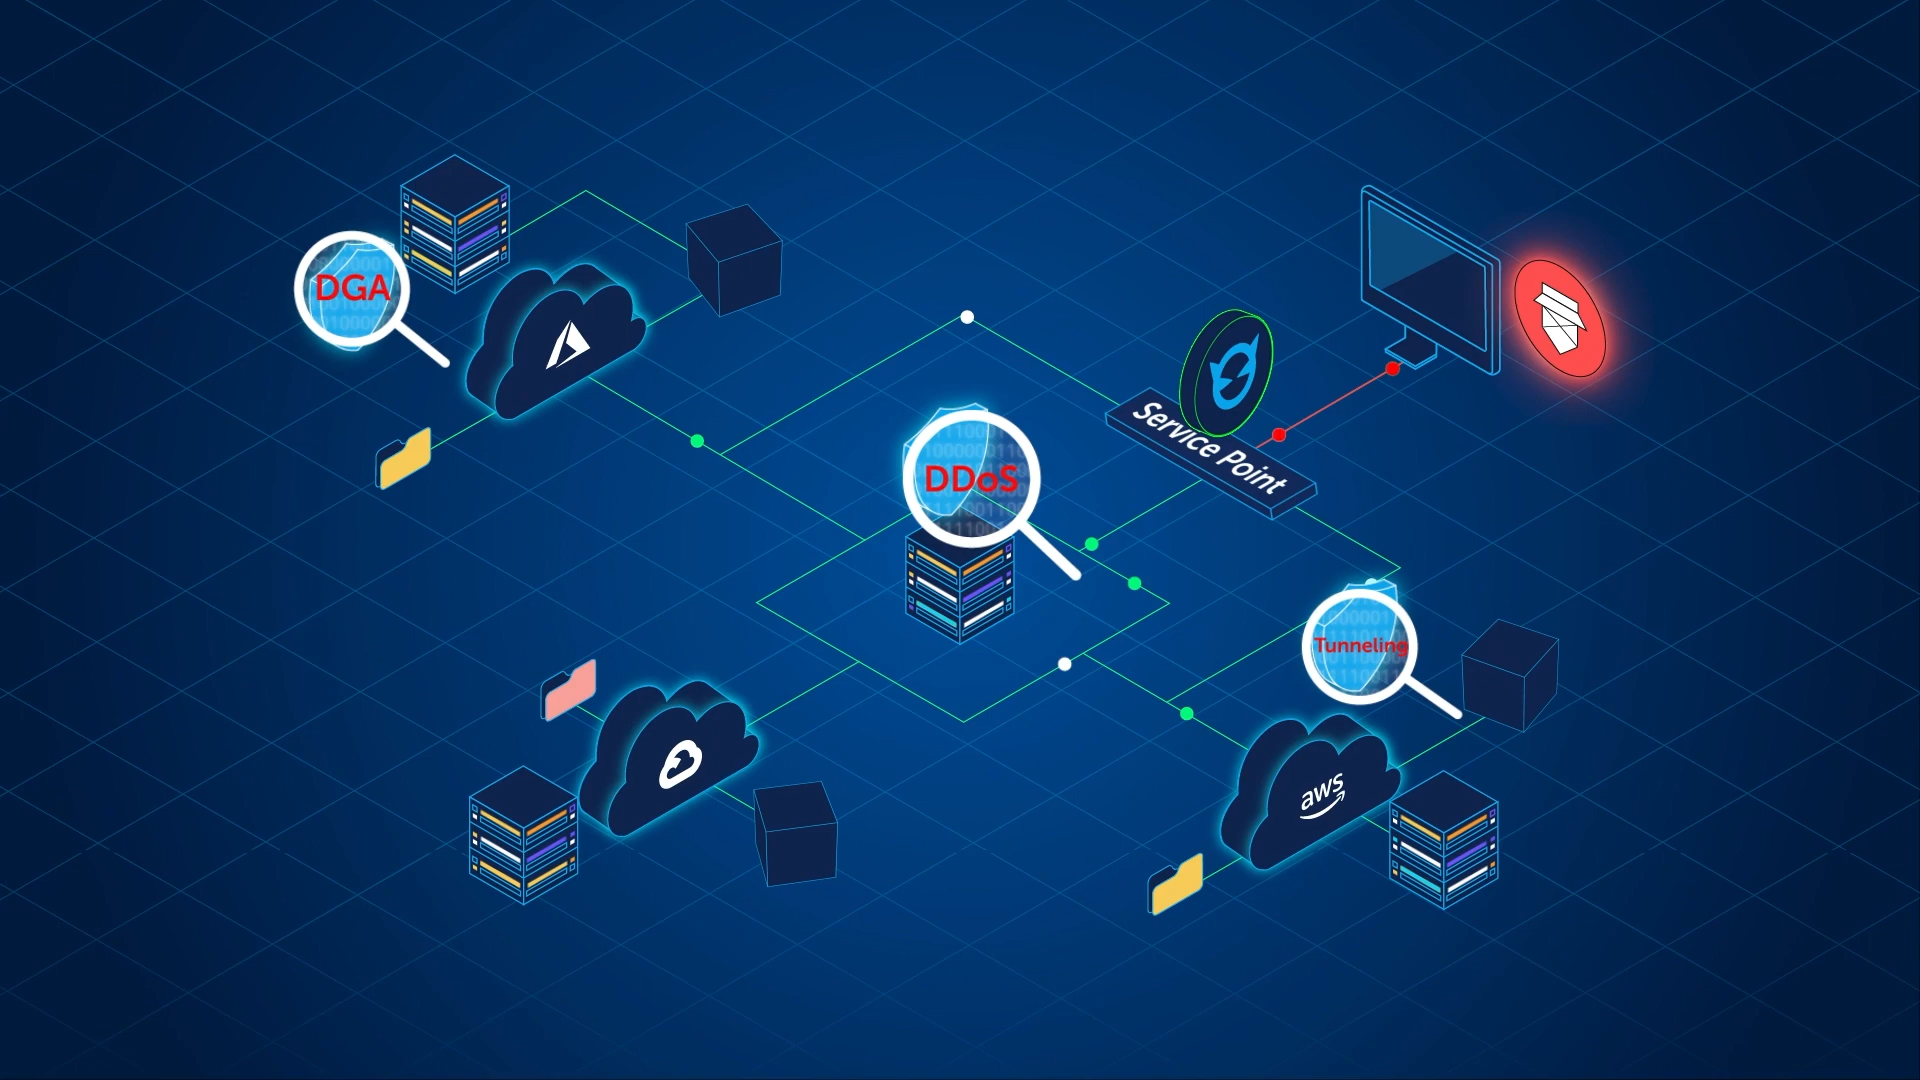 DGA
DDoS
Service Point
Tunneling
aws